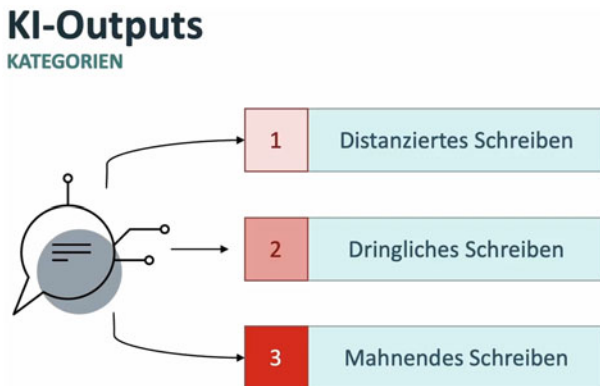 KI-Outputs
KATEGORIEN
1 Distanziertes Schreiben
2 Dringliches Schreiben
3 Mahnendes Schreiben